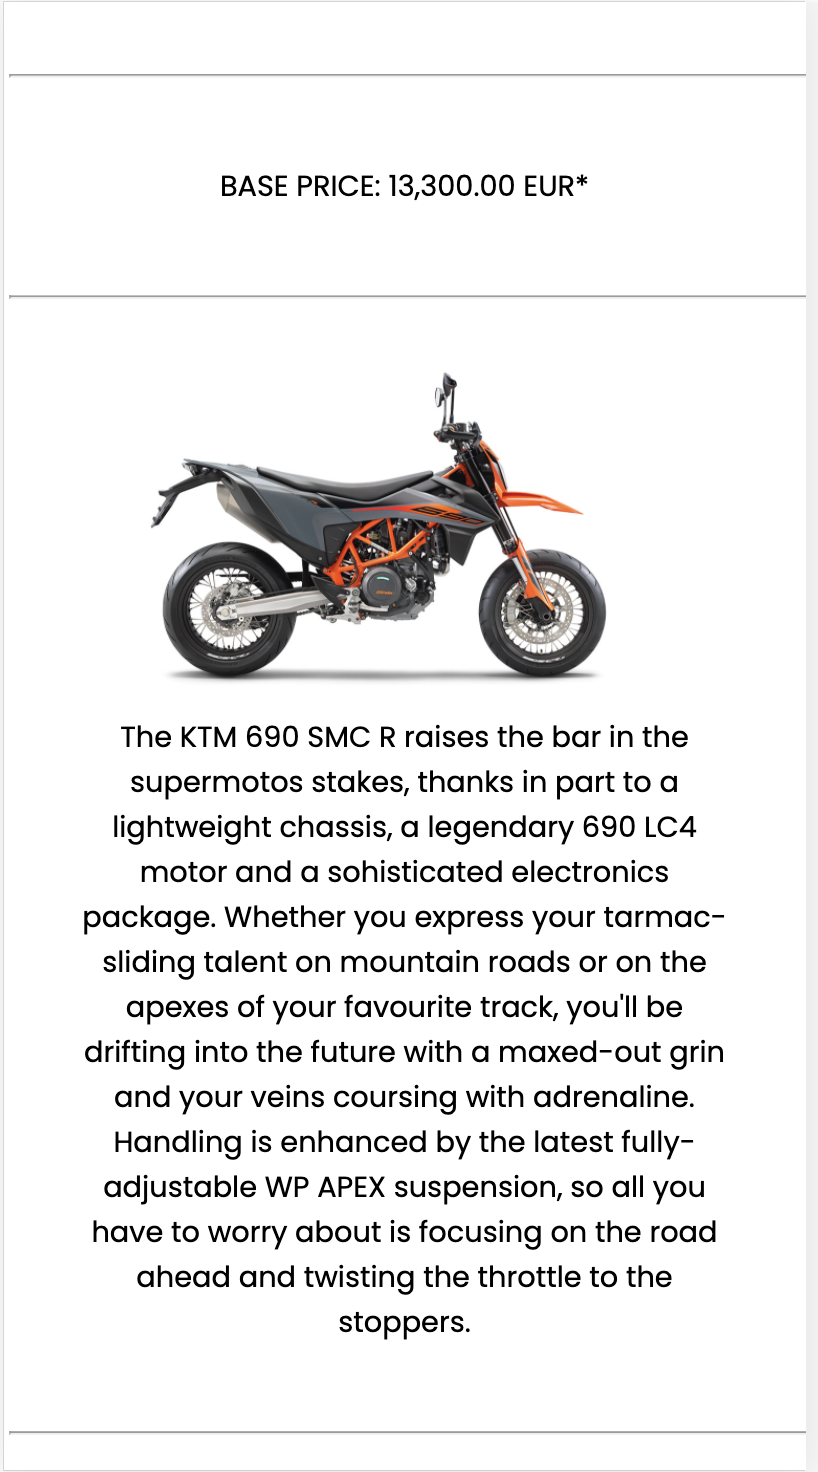 BASE PRICE: 13,300.00 EUR*
690
The KTM 690 SMC R raises the bar in the
supermotos stakes, thanks in part to a
lightweight chassis, a legendary 690 LC4
motor and a sohisticated electronics
package. Whether you express your tarmac-
sliding talent on mountain roads or on the
apexes of your favourite track, you'll be
drifting into the future with a maxed-out grin
and your veins coursing with adrenaline.
Handling is enhanced by the latest fully-
adjustable WP APEX suspension, so all you
have to worry about is focusing on the road
ahead and twisting the throttle to the
stoppers.